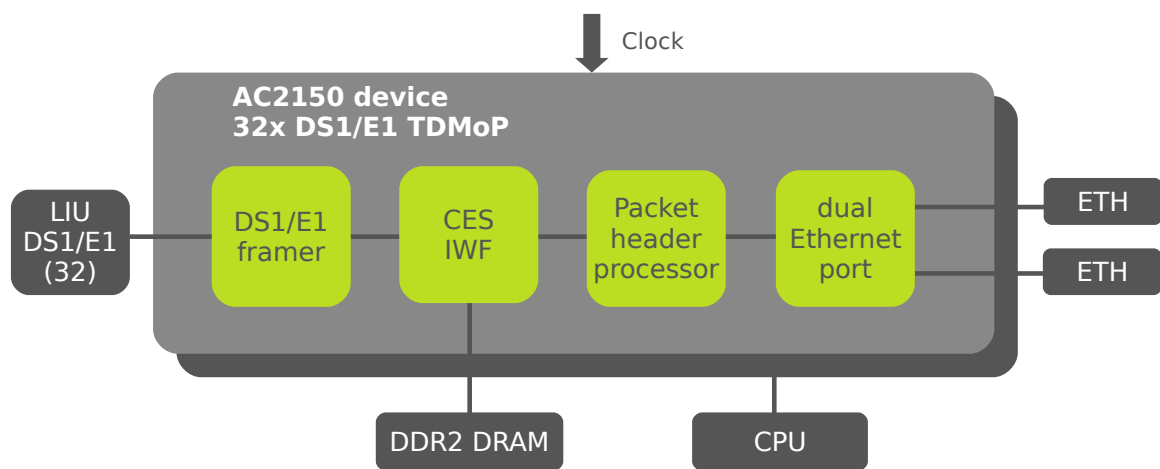 Clock
AC2150 device
32x DS1/E1 TDMoP
LIU
DS1/E1
(32)
DS1/E1
framer
CES
IWF
Packet
header
processor
dual
Ethernet
port
ETH
ETH
DDR2 DRAM
CPU